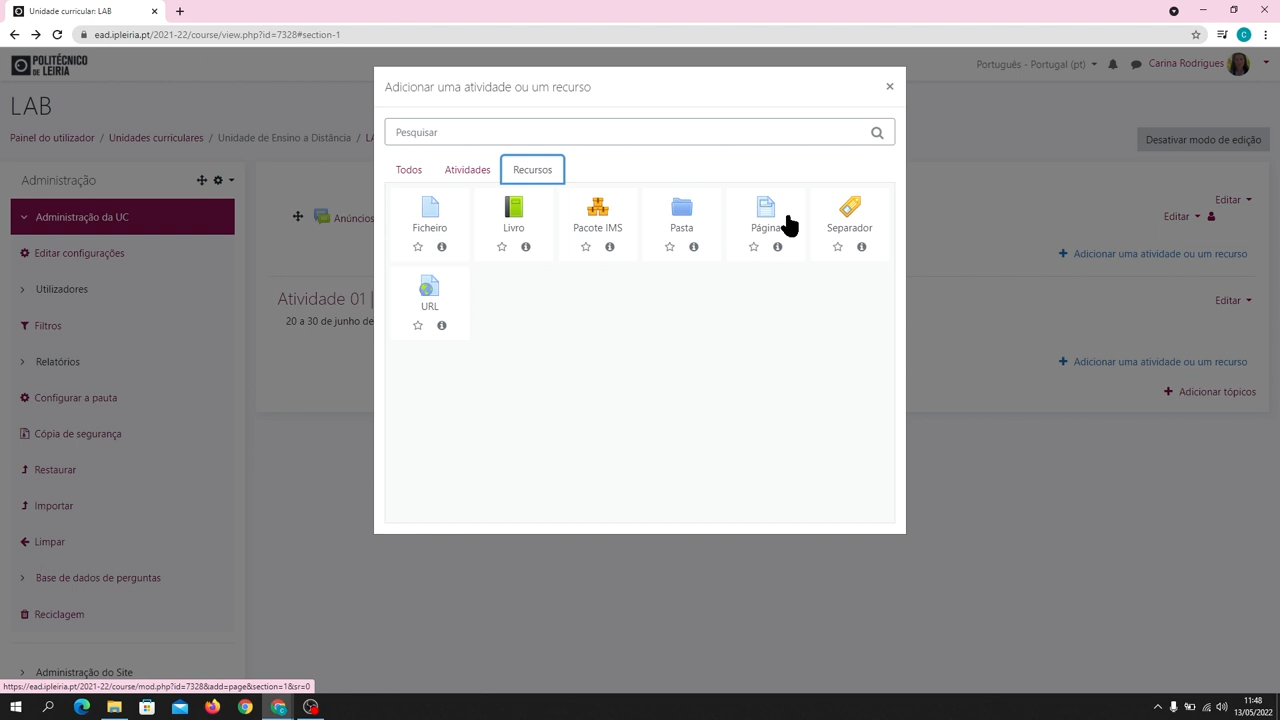 Unidade curricular: LAB
ead.ipleiria.pt/2021-22/course/view.php?id=7328#section-1
POLITÉCNICO
DE LEIRIA
Português - Portugal (pt)
Carina Rodrigues
LAB
Painel do utilizador / Unidades curriculares / Unidade de Ensino a Distância /
Desativar modo de edição
Adicionar uma atividade ou um recurso
Pesquisar
Todos
Atividades
Recursos
Ficheiro
Livro
Pacote IMS
Pasta
Página
Separador
URL
Administração
Administração da UC
Editar configurações
Utilizadores
Filtros
Relatórios
Configurar a pauta
Cópia de segurança
Restaurar
Importar
Limpar
Base de dados de perguntas
Reciclagem
Administração do Site
Anúncios
Editar
Editar
Adicionar uma atividade ou um recurso
Atividade 01 |
Editar
20 a 30 de junho de
Adicionar uma atividade ou um recurso
Adicionar tópicos
https://ead.ipleiria.pt/2021-22/course/mod.php?id=7328&add=page&section=1&sr=0
11:48
13/05/2022